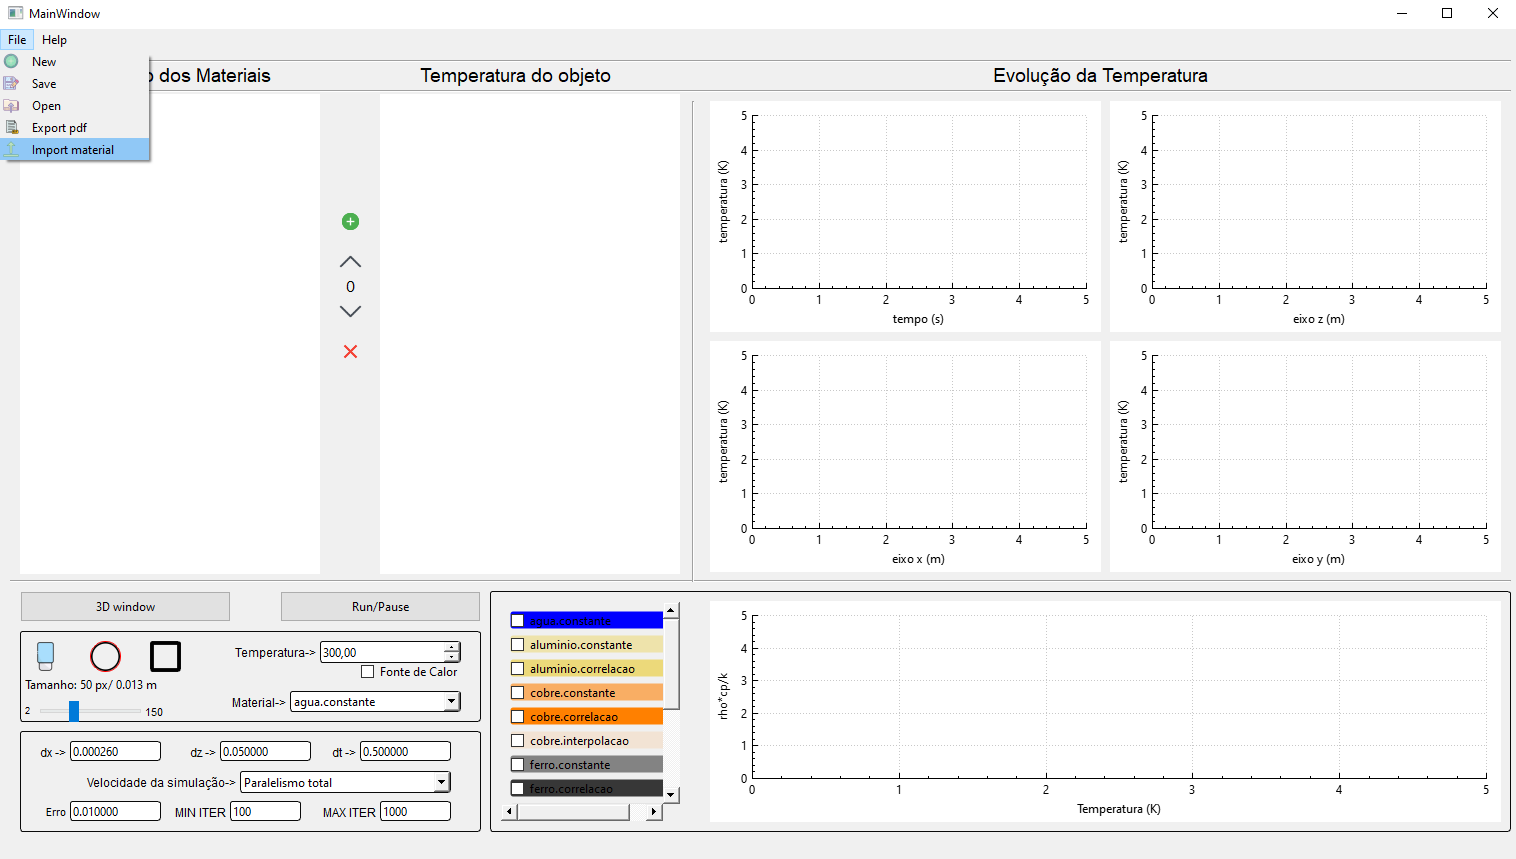 MainWindow
File Help
New
Save
Open
Export pdf
Import material
dos Materiais
Temperatura do objeto
Evolução da Temperatura
0
5
4
3
2
1
0
temperatura (K)
0 1 2 3 4 5
tempo (s)
5
4
3
2
1
0
temperatura (K)
0 1 2 3 4 5
eixo z (m)
5
4
3
2
1
0
temperatura (K)
0 1 2 3 4 5
eixo x (m)
5
4
3
2
1
0
temperatura (K)
0 1 2 3 4 5
eixo y (m)
3D window
Run/Pause
Temperatura-> 300,00
Fonte de Calor
Tamanho: 50 px/ 0.013 m
2 150
Material-> agua.constante
dx -> 0.000260 dz -> 0.050000 dt -> 0.500000
Velocidade da simulação-> Paralelismo total
Erro 0.010000 MIN ITER 100 MAX ITER 1000
agua.constante
aluminio.constante
aluminio.correlacao
cobre.constante
cobre.correlacao
cobre.interpolacao
ferro.constante
ferro.correlacao
5
4
3
2
1
0
rho*cp/k
0 1 2 3 4 5
Temperatura (K)